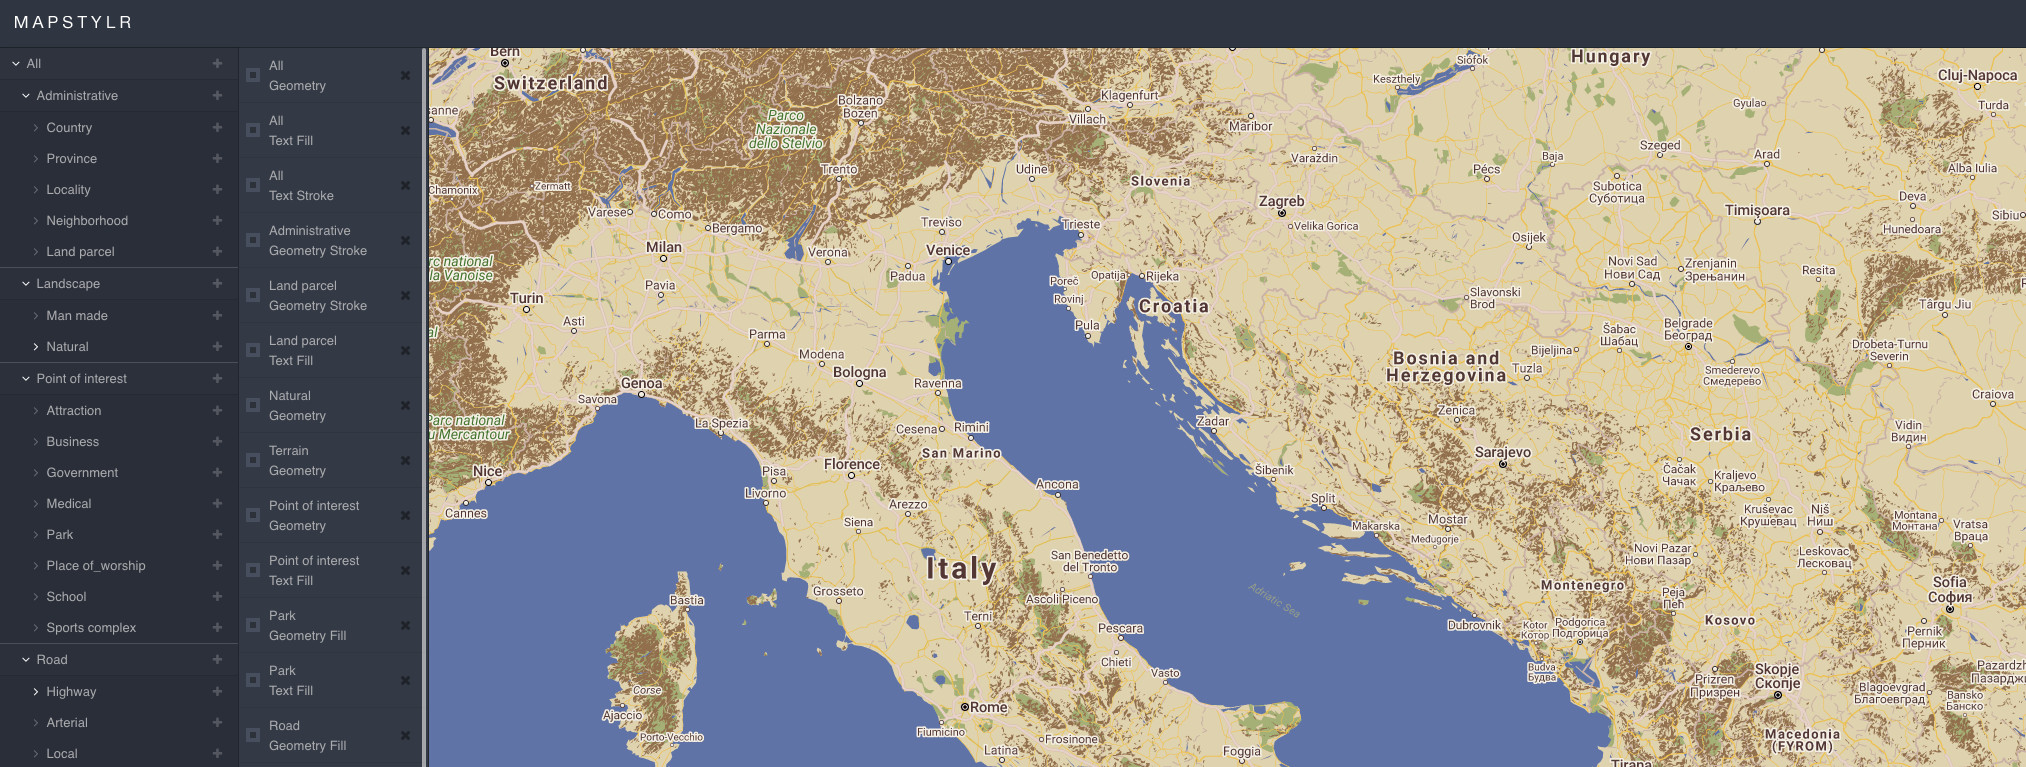 MAPSTYLR
All
Administrative
Country
Province
Locality
Neighborhood
Land parcel
Landscape
Man made
Natural
Point of interest
Attraction
Business
Government
Medical
Park
Place of_worship
School
Sports complex
Road
Highway
Arterial
Local
All
Geometry
All
Text Fill
All
Text Stroke
Administrative
Geometry Stroke
Land parcel
Geometry Stroke
Land parcel
Text Fill
Natural
Geometry
Terrain
Geometry
Point of interest
Geometry
Point of interest
Text Fill
Park
Geometry Fill
Park
Text Fill
Road
Geometry Fill
Bern
Switzerland
sanne
Chamonix
Zermatt
Bolzano
Bozen
Parco
Nazionale
dello Stelvio
Trento
Varese
Como
Bergamo
Milan
Pavia
Turin
Asti
rc national
la Vanoise
al
Parc national
u Mercantour
Nice
Cannes
Savona
Genoa
La Spezia
Parma
Modena
Bologna
Verona
Padua
Venice
Treviso
Udine
Trieste
Klagenfurt
Villach
Maribor
Slovenia
Varaždin
Zagreb
Velika Gorica
Opatija
Rijeka
Poreč
Rovinj
Pula
Croatia
Ravenna
Cesena
Rimini
San Marino
Florence
Pisa
Livorno
Arezzo
Siena
Ancona
Italy
San Benedetto
del Tronto
Ascoli Piceno
Grosseto
Terni
Pescara
Chieti
Vasto
Bastia
Corse
Ajaccio
Porto-Vecchio
Rome
Fiumicino
Latina
Frosinone
Foggia
Zadar
Šibenik
Split
Makarska
Adriatic Sea
Hungary
Keszthely
Siófok
Pécs
Baja
Szeged
Gyula
Arad
Cluj-Napoca
Turda
Alba Iulia
Deva
Hunedoara
Sibiu
Subotica
Суботица
Timișoara
Osijek
Novi Sad
Нови Сад
Zrenjanin
Зрењанин
Resita
Târgu Jiu
Slavonski
Brod
Šabac
Шабац
Belgrade
Београд
Bosnia and
Herzegovina
Bijeljina
Tuzla
Smederevo
Смедерево
Drobeta-Turnu
Severin
Craiova
Zenica
Sarajevo
Serbia
Vidin
Видин
Čačak
Чачак
Kraljevo
Краљево
Kruševac
Крушевац
Niš
Ниш
Montana
Монтана
Vratsa
Враца
Mostar
Međugorje
Novi Pazar
Нови Пазар
Leskovac
Лесковац
Montenegro
Sofia
София
Peja
Пећ
Dubrovnik
Kotor
Котор
Podgorica
Подгорица
Kosovo
Pernik
Перник
Budva
Будва
Prizren
Призрен
Skopje
Скопје
Blagoevgrad
Благоевград
Pazardzh
Пазардж
Bansko
Банско
Macedonia
(FYROM)
Tirana